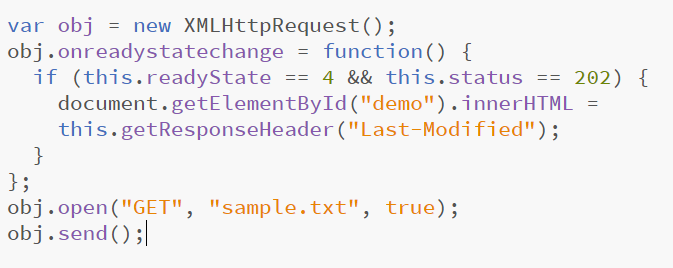 var obj = new XMLHttpRequest();
obj.onreadystatechange = function() {
  if (this.readyState == 4 && this.status == 202) {
    document.getElementById("demo").innerHTML =
    this.getResponseHeader("Last-Modified");
  }
};
obj.open("GET", "sample.txt", true);
obj.send();